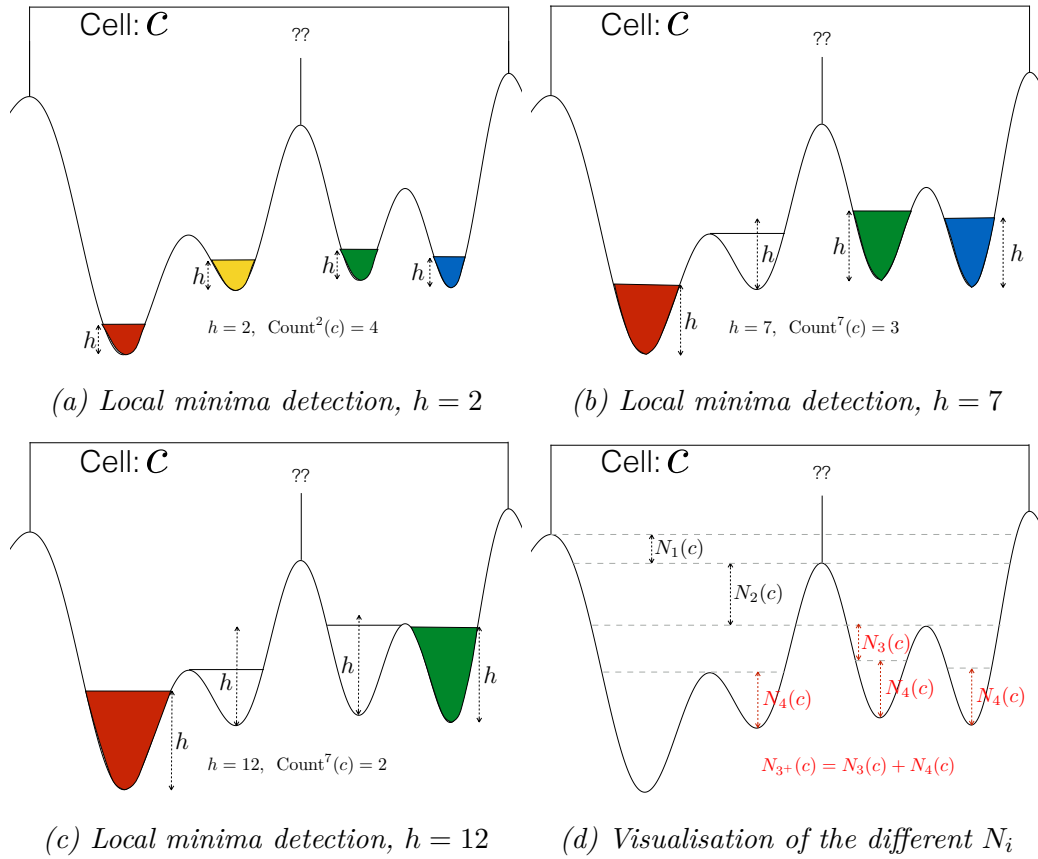 Cell: c
??
h
h
h
h
h = 2, Count²(c) = 4
(a) Local minima detection, h = 2
Cell: c
??
h
h
h
h
h = 7, Count⁷(c) = 3
(b) Local minima detection, h = 7
Cell: c
??
h
h
h
h
h = 12, Count⁷(c) = 2
(c) Local minima detection, h = 12
Cell: c
??
N₁(c)
N₂(c)
N₃(c)
N₄(c)
N₄(c)
N₄(c)
N₃₊(c) = N₃(c) + N₄(c)
(d) Visualisation of the different Nᵢ